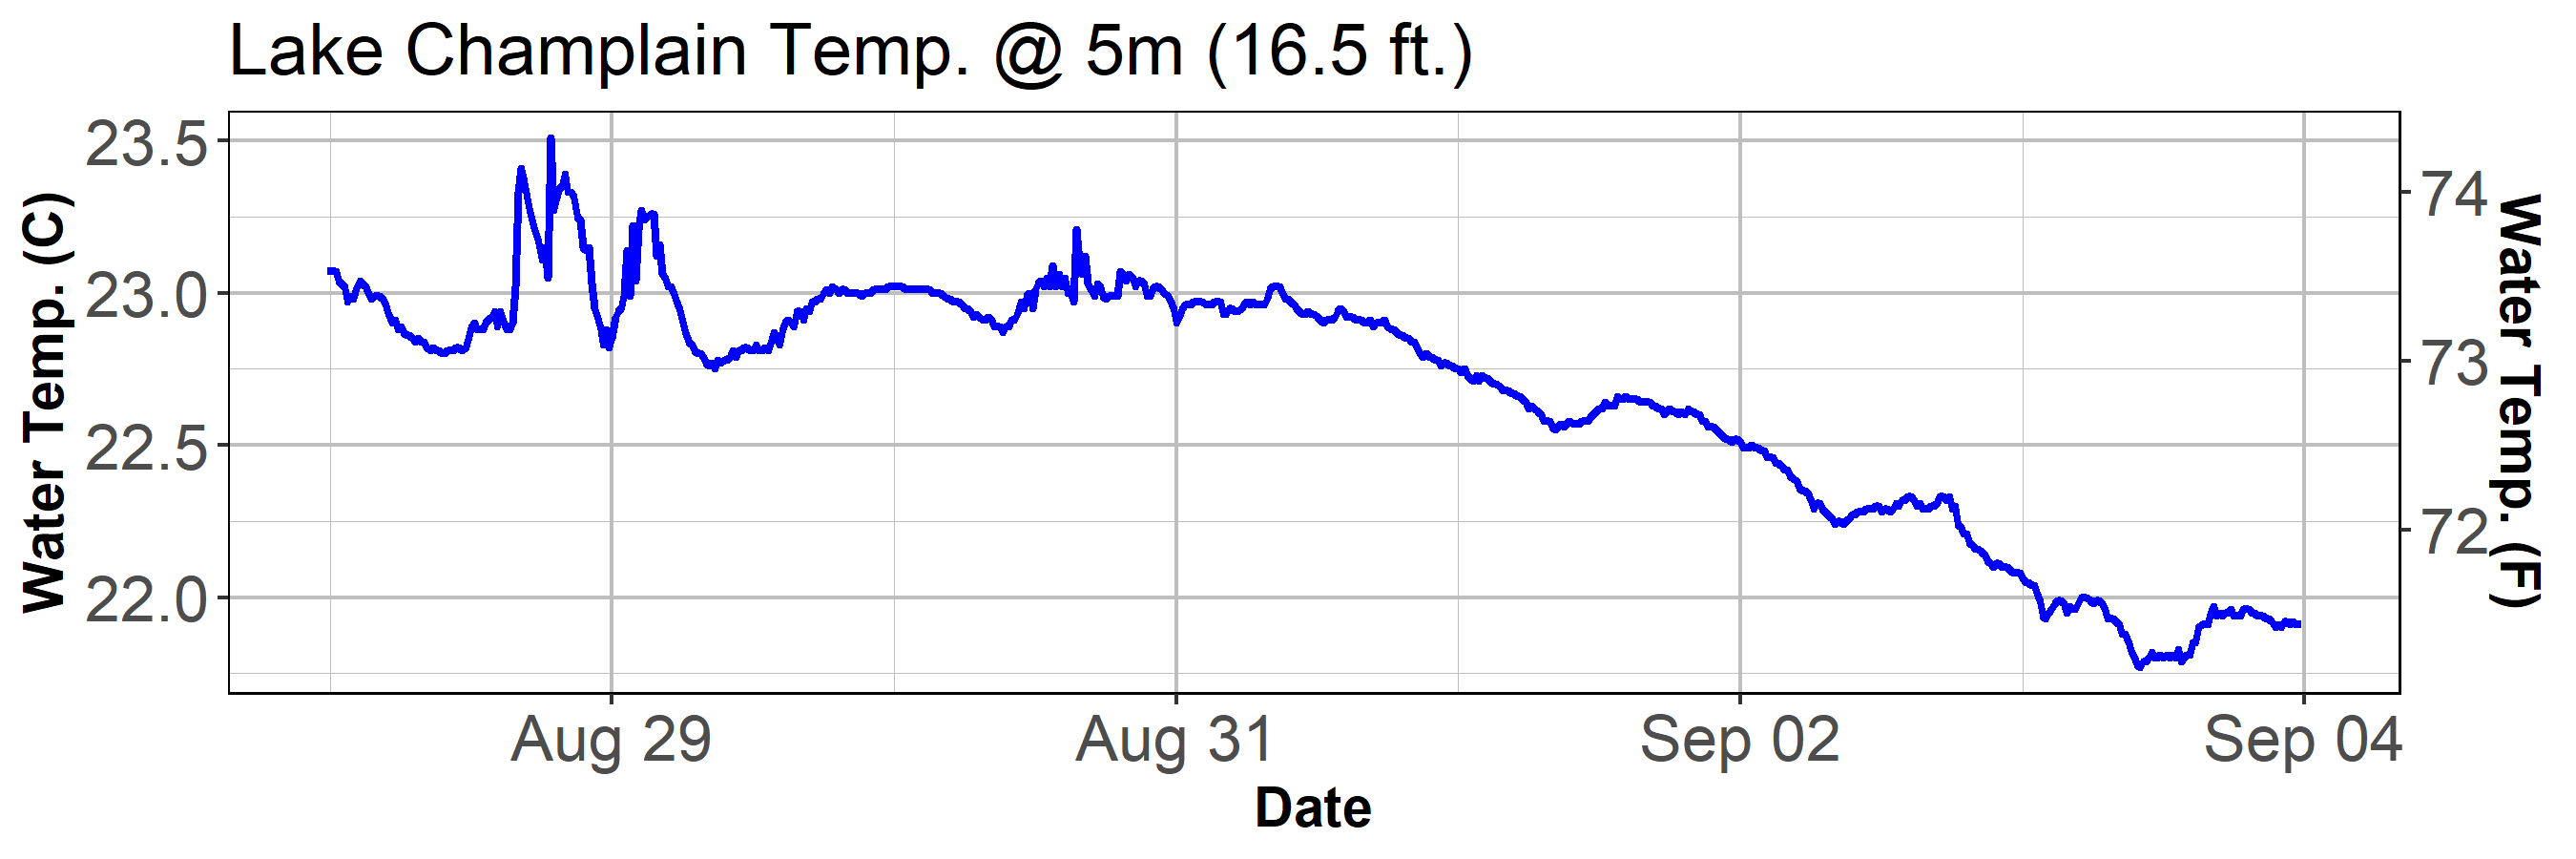 Lake Champlain Temp. @ 5m (16.5 ft.)
Water Temp. (C)
23.5
23.0
22.5
22.0
74
73
72
Water Temp. (F)
Aug 29
Aug 31
Sep 02
Sep 04
Date